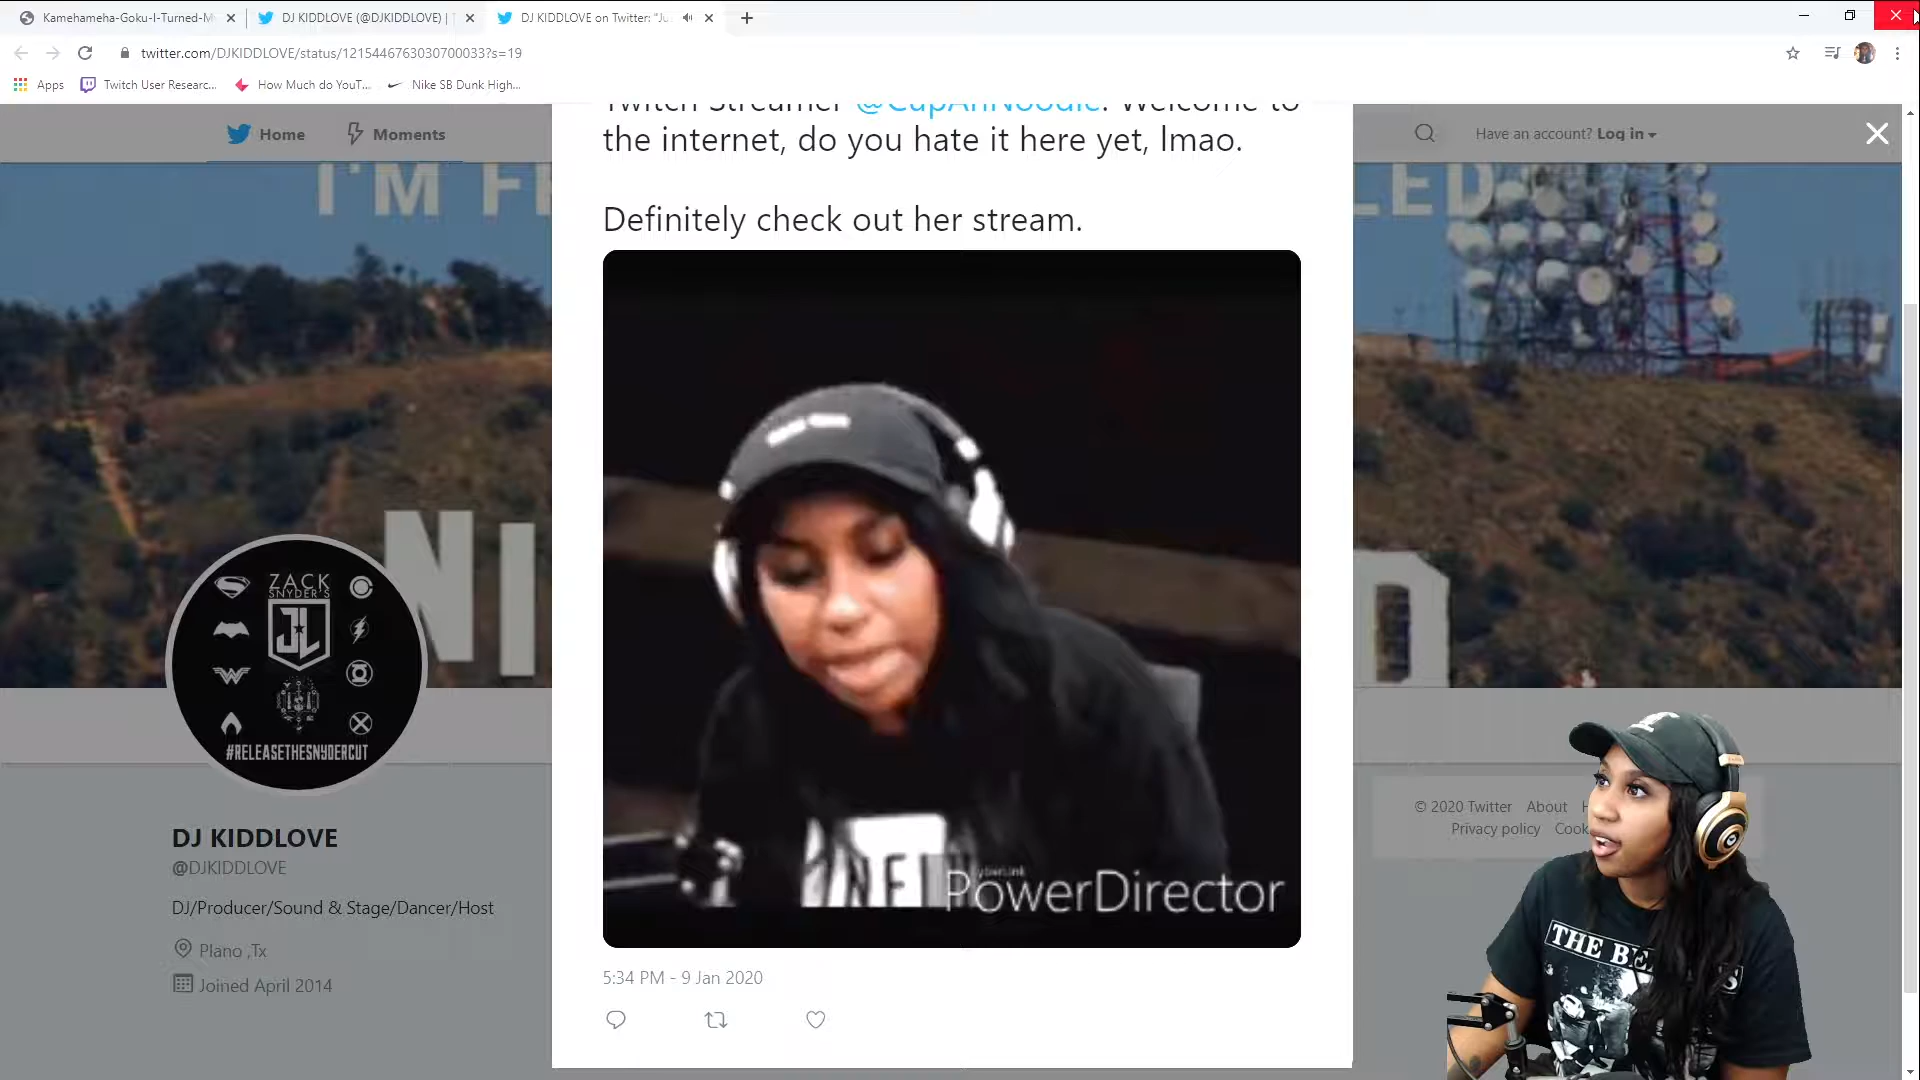 Kamehameha-Goku-I-Turned-M
DJ KIDDLOVE (@DJKIDDLOVE) |
DJ KIDDLOVE on Twitter: "Ju
twitter.com/DJKIDDLOVE/status/1215446763030700033?s=19
Apps
Twitch User Researc...
How Much do YouT...
Nike SB Dunk High...
Home
Moments
Have an account? Log in
Twitch Streamer @CupAhNoodle. Welcome to
the internet, do you hate it here yet, lmao.
Definitely check out her stream.
I'M F
LED
NI
D
ZACK
SNYDER'S
JL
#RELEASETHESNYDERCUT
DJ KIDDLOVE
@DJKIDDLOVE
DJ/Producer/Sound & Stage/Dancer/Host
Plano ,Tx
Joined April 2014
CyberLink
PowerDirector
5:34 PM - 9 Jan 2020
© 2020 Twitter About H
Privacy policy Cook
THE BE